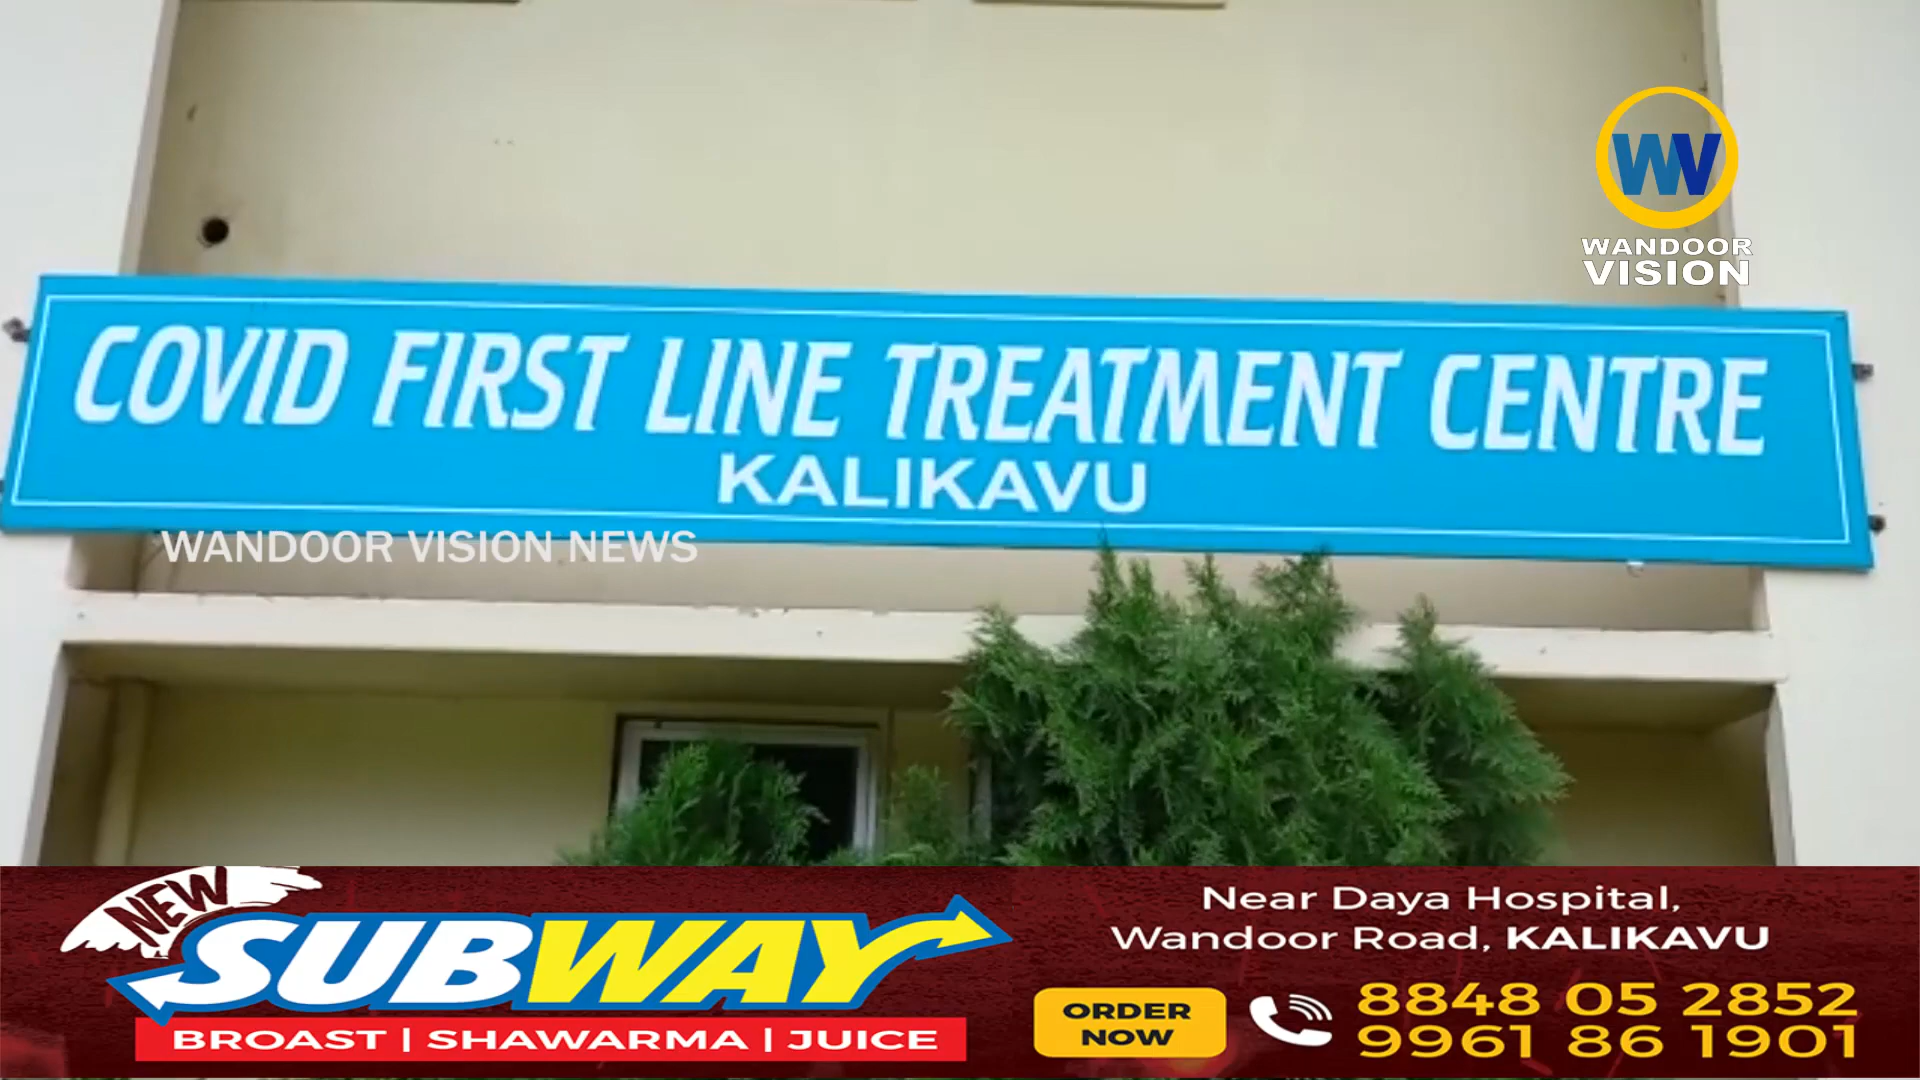 WV
WANDOOR
VISION
COVID FIRST LINE TREATMENT CENTRE
KALIKAVU
WANDOOR VISION NEWS
NEW
SUBWAY
BROAST | SHAWARMA | JUICE
Near Daya Hospital,
Wandoor Road, KALIKAVU
ORDER
NOW
8848 05 2852
9961 86 1901